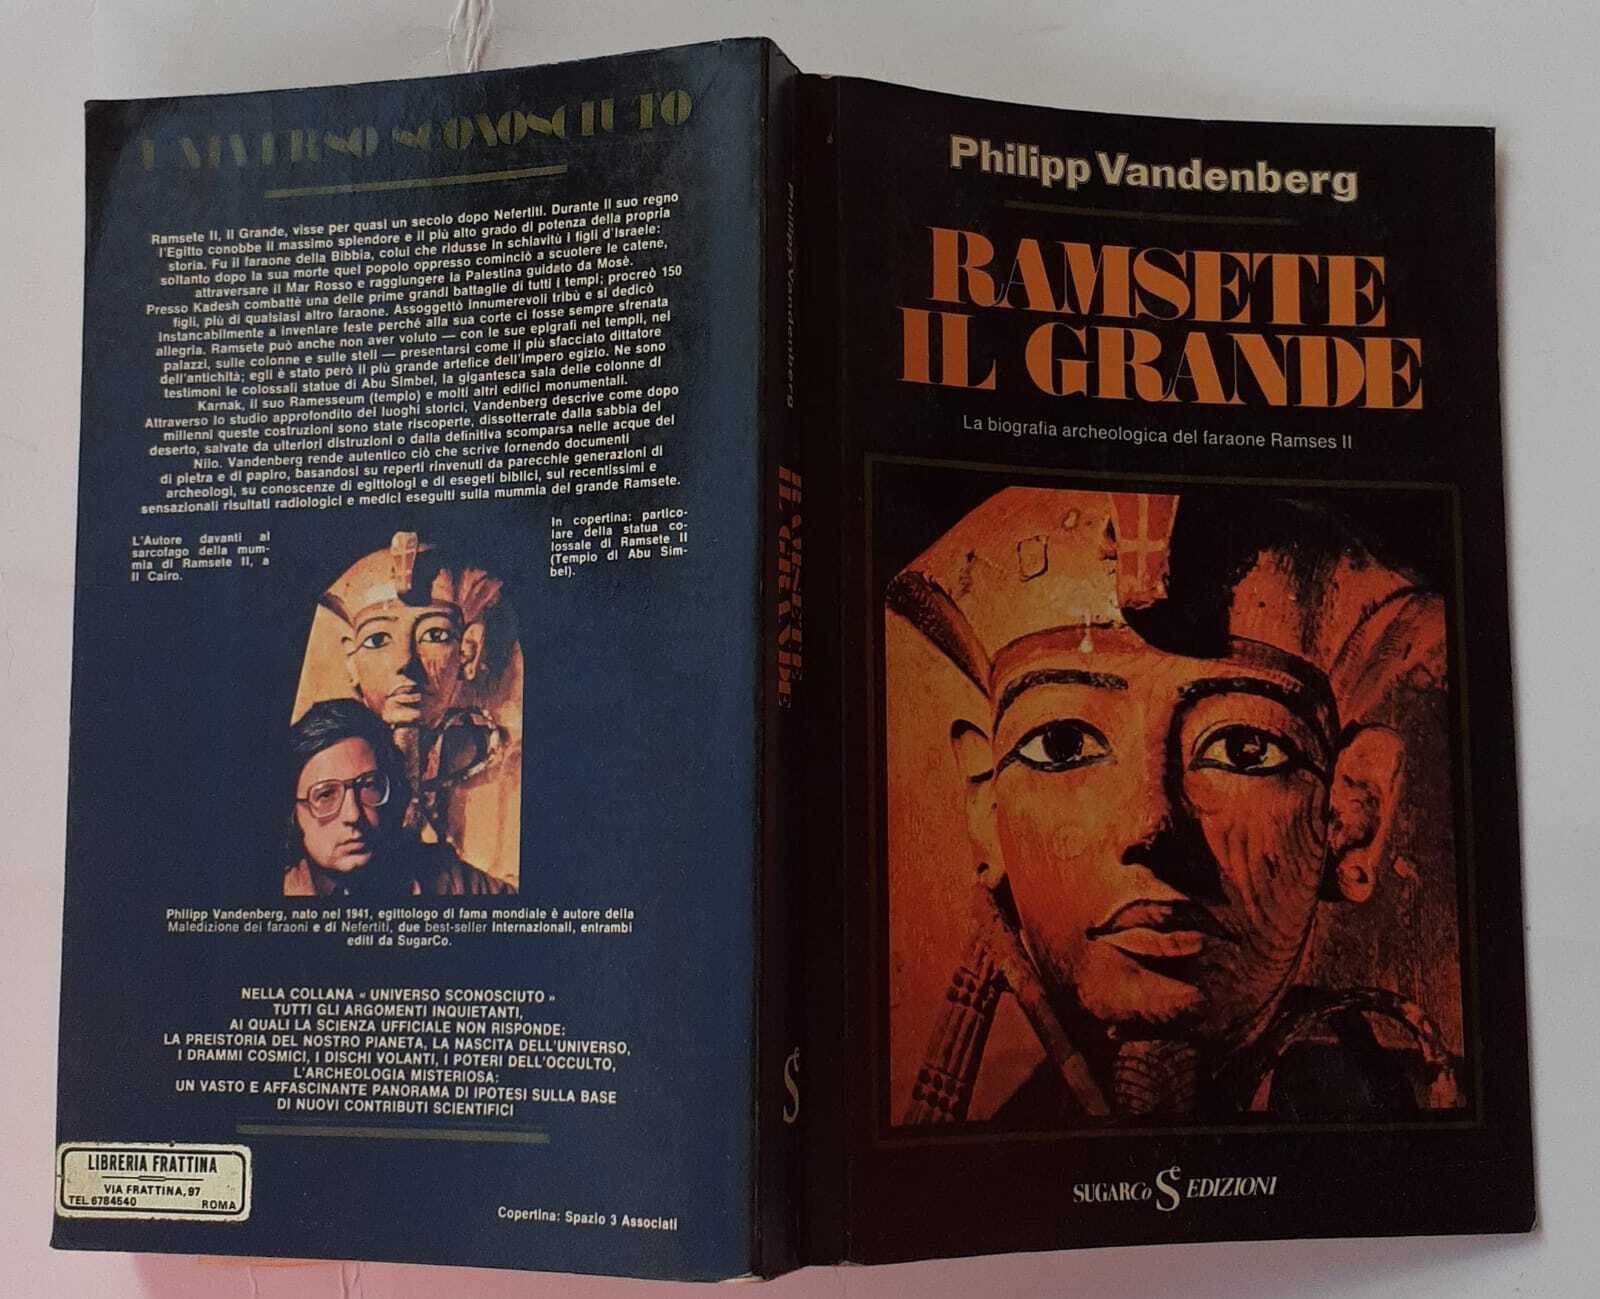 UNIVERSO SCONOSCIUTO
Ramsete II, Il Grande, visse per quasi un secolo dopo Nefertiti. Durante il suo regno
l'Egitto conobbe il massimo splendore e il più alto grado di potenza della propria
storia. Fu il faraone della Bibbia, colui che ridusse in schiavitù i figli d'Israele:
soltanto dopo la sua morte quel popolo oppresso cominciò a scuotere le catene,
attraversare il Mar Rosso e raggiungere la Palestina guidato da Mosè.
Presso Kadesh combattè una delle prime grandi battaglie di tutti i tempi; procreò 150
figli, più di qualsiasi altro faraone. Assoggettò innumerevoli tribù e si dedicò
instancabilmente a inventare feste perché alla sua corte ci fosse sempre sfrenata
allegria. Ramsete può anche non aver voluto — con le sue epigrafi nei templi, nei
palazzi, sulle colonne e sulle steli — presentarsi come il più sfacciato dittatore
dell'antichità; egli è stato però il più grande artefice dell'Impero egizio. Ne sono
testimoni le colossali statue di Abu Simbel, la gigantesca sala delle colonne di
Karnak, il suo Ramesseum (templo) e molti altri edifici monumentali.
Attraverso lo studio approfondito dei luoghi storici, Vandenberg descrive come dopo
millenni queste costruzioni sono state riscoperte, dissotterrate dalla sabbia del
deserto, salvate da ulteriori distruzioni o dalla definitiva scomparsa nelle acque del
Nilo. Vandenberg rende autentico ciò che scrive fornendo documenti
di pietra e di papiro, basandosi su reperti rinvenuti da parecchie generazioni di
archeologi, su conoscenze di egittologi e di esegeti biblici, sui recentissimi e
sensazionali risultati radiologici e medici eseguiti sulla mummia del grande Ramsete.
L'Autore davanti al
sarcofago della mum-
mia di Ramsete II, a
Il Cairo.
In copertina: partico-
lare della statua co-
lossale di Ramsete II
(Tempio di Abu Sim-
bel).
Philipp Vandenberg, nato nel 1941, egittologo di fama mondiale è autore della
Maledizione dei faraoni e di Nefertiti, due best-seller internazionali, entrambi
editi da SugarCo.
NELLA COLLANA « UNIVERSO SCONOSCIUTO »
TUTTI GLI ARGOMENTI INQUIETANTI,
AI QUALI LA SCIENZA UFFICIALE NON RISPONDE:
LA PREISTORIA DEL NOSTRO PIANETA, LA NASCITA DELL'UNIVERSO,
I DRAMMI COSMICI, I DISCHI VOLANTI, I POTERI DELL'OCCULTO,
L'ARCHEOLOGIA MISTERIOSA:
UN VASTO E AFFASCINANTE PANORAMA DI IPOTESI SULLA BASE
DI NUOVI CONTRIBUTI SCIENTIFICI
LIBRERIA FRATTINA
VIA FRATTINA, 97
TEL. 6784540 ROMA
Copertina: Spazio 3 Associati
Philipp Vandenberg
RAMSETE
IL GRANDE
Philipp Vandenberg
RAMSETE
IL GRANDE
La biografia archeologica del faraone Ramses II
SUGARCo EDIZIONI